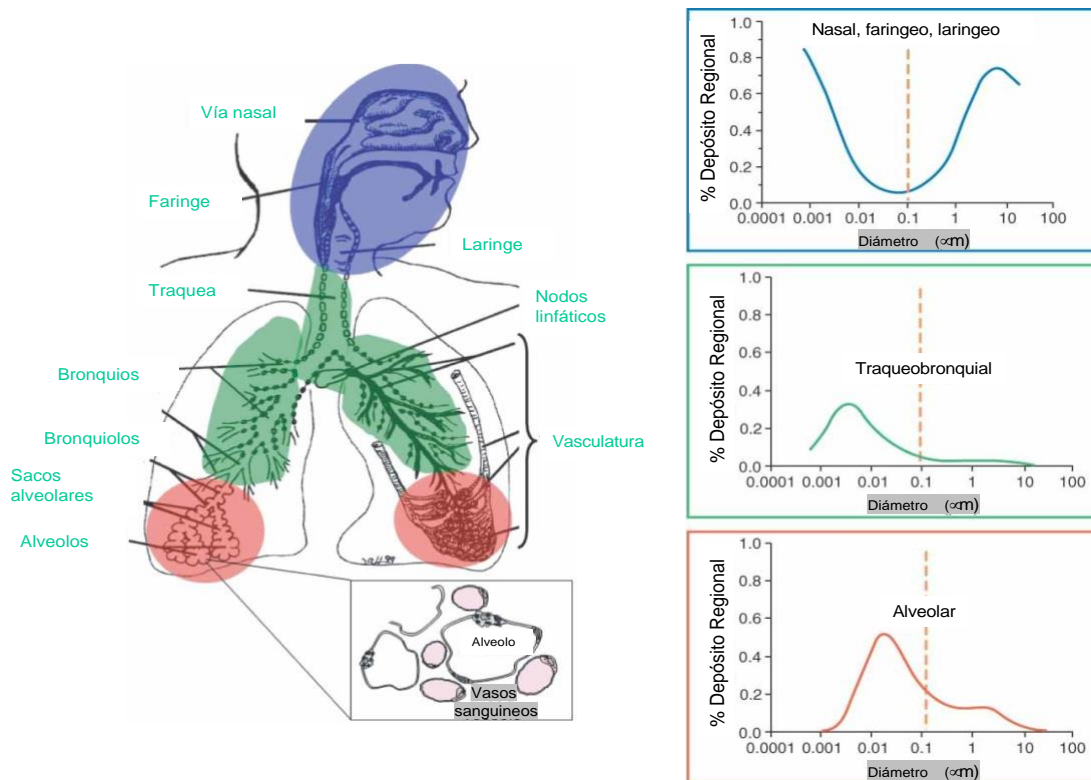 Vía nasal
Faringe
Laringe
Traquea
Nodos
linfáticos
Bronquios
Bronquiolos
Vasculatura
Sacos
alveolares
Alveolos
Alveolo
Vasos
sanguineos
Nasal, faringeo, laringeo
% Depósito Regional
1.0
0.8
0.6
0.4
0.2
0.0
0.0001 0.001 0.01 0.1 1 10 100
Diámetro (∝m)
Traqueobronquial
% Depósito Regional
1.0
0.8
0.6
0.4
0.2
0.0
0.0001 0.001 0.01 0.1 1 10 100
Diámetro (∝m)
Alveolar
% Depósito Regional
1.0
0.8
0.6
0.4
0.2
0.0
0.0001 0.001 0.01 0.1 1 10 100
Diámetro (∝m)